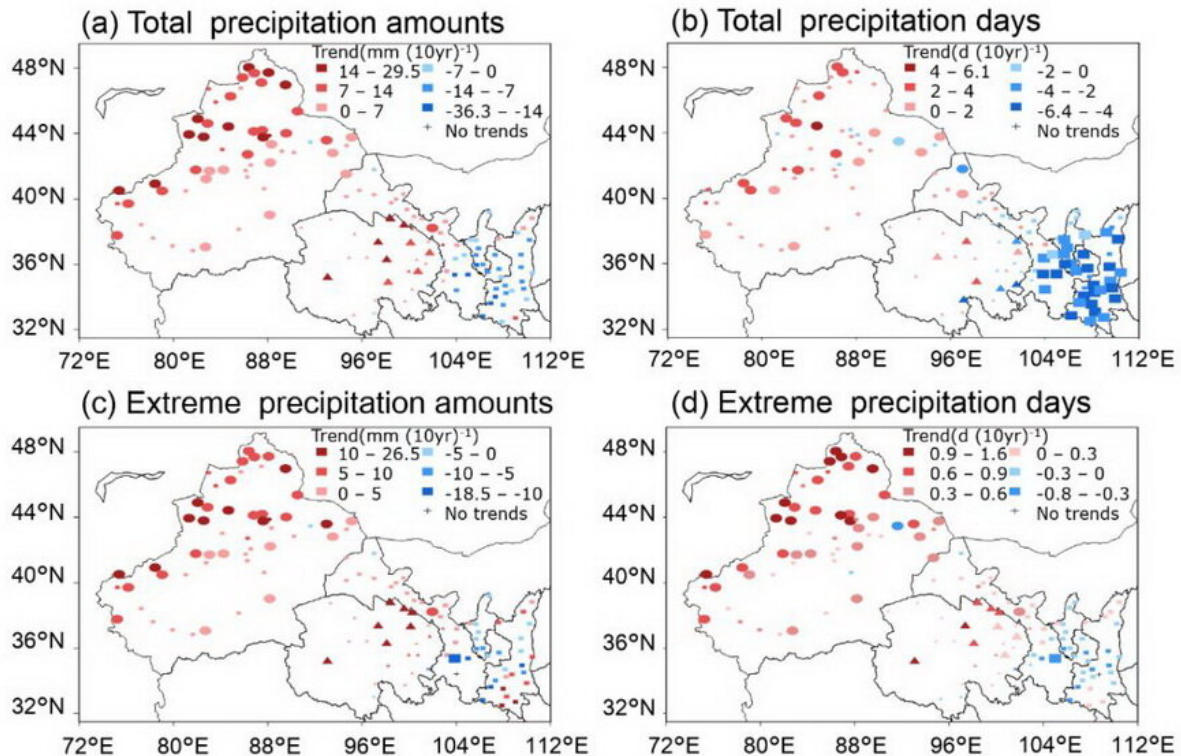 (a) Total precipitation amounts
Trend(mm (10yr)⁻¹
14 – 29.5 -7 – 0
7 – 14 -14 – -7
0 – 7 -36.3 – -14
No trends
48°N
44°N
40°N
36°N
32°N
72°E 80°E 88°E 96°E 104°E 112°E
(b) Total precipitation days
Trend(d (10yr)⁻¹
4 – 6.1 -2 – 0
2 – 4 -4 – -2
0 – 2 -6.4 – -4
No trends
48°N
44°N
40°N
36°N
32°N
72°E 80°E 88°E 96°E 104°E 112°E
(c) Extreme precipitation amounts
Trend(mm (10yr)⁻¹
10 – 26.5 -5 – 0
5 – 10 -10 – -5
0 – 5 -18.5 – -10
No trends
48°N
44°N
40°N
36°N
32°N
72°E 80°E 88°E 96°E 104°E 112°E
(d) Extreme precipitation days
Trend(d (10yr)⁻¹
0.9 – 1.6 0 – 0.3
0.6 – 0.9 -0.3 – 0
0.3 – 0.6 -0.8 – -0.3
No trends
48°N
44°N
40°N
36°N
32°N
72°E 80°E 88°E 96°E 104°E 112°E